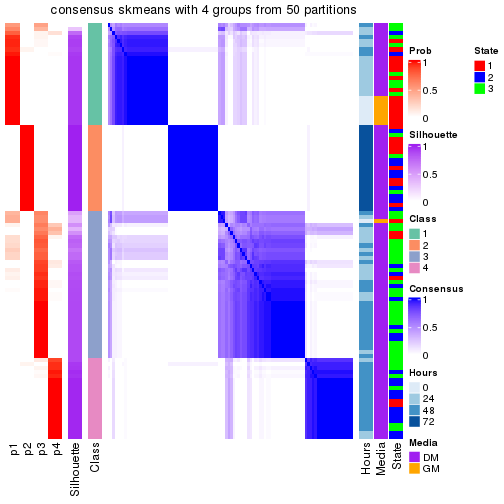 consensus skmeans with 4 groups from 50 partitions
Prob
1
0.5
0
State
1
2
3
Silhouette
1
0.5
0
Class
1
2
3
4
Consensus
1
0.5
0
Hours
0
24
48
72
Media
DM
GM
p1
p2
p3
p4
Silhouette
Class
Hours
Media
State